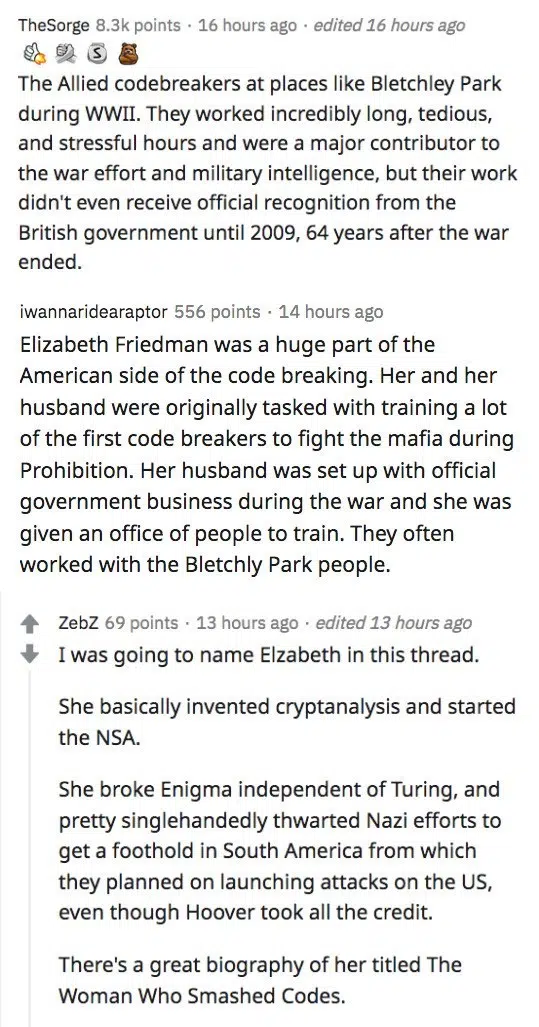 TheSorge 8.3k points · 16 hours ago · edited 16 hours ago
S
The Allied codebreakers at places like Bletchley Park
during WWII. They worked incredibly long, tedious,
and stressful hours and were a major contributor to
the war effort and military intelligence, but their work
didn't even receive official recognition from the
British government until 2009, 64 years after the war
ended.
iwannaridearaptor 556 points · 14 hours ago
Elizabeth Friedman was a huge part of the
American side of the code breaking. Her and her
husband were originally tasked with training a lot
of the first code breakers to fight the mafia during
Prohibition. Her husband was set up with official
government business during the war and she was
given an office of people to train. They often
worked with the Bletchly Park people.
ZebZ 69 points · 13 hours ago · edited 13 hours ago
I was going to name Elzabeth in this thread.
She basically invented cryptanalysis and started
the NSA.
She broke Enigma independent of Turing, and
pretty singlehandedly thwarted Nazi efforts to
get a foothold in South America from which
they planned on launching attacks on the US,
even though Hoover took all the credit.
There's a great biography of her titled The
Woman Who Smashed Codes.